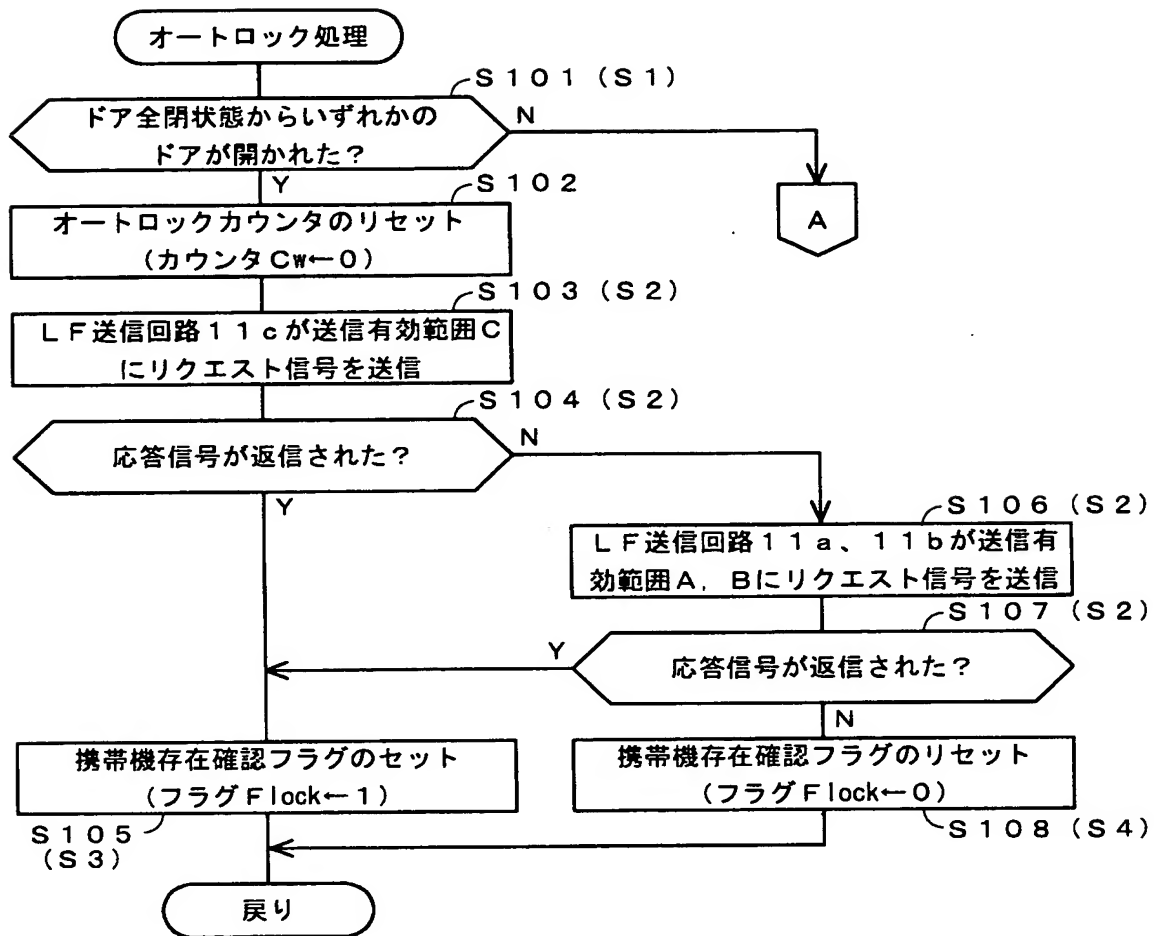 オートロック処理
S101(S1)
ドア全閉状態からいずれかの
ドアが開かれた?
N
Y
A
S102
オートロックカウンタのリセット
(カウンタCw←0)
S103(S2)
LF送信回路11cが送信有効範囲C
にリクエスト信号を送信
S104(S2)
応答信号が返信された?
N
Y
S106(S2)
LF送信回路11a、11bが送信有
効範囲A,Bにリクエスト信号を送信
S107(S2)
応答信号が返信された?
Y
N
携帯機存在確認フラグのセット
(フラグFlock←1)
S105
(S3)
携帯機存在確認フラグのリセット
(フラグFlock←0)
S108(S4)
戻り